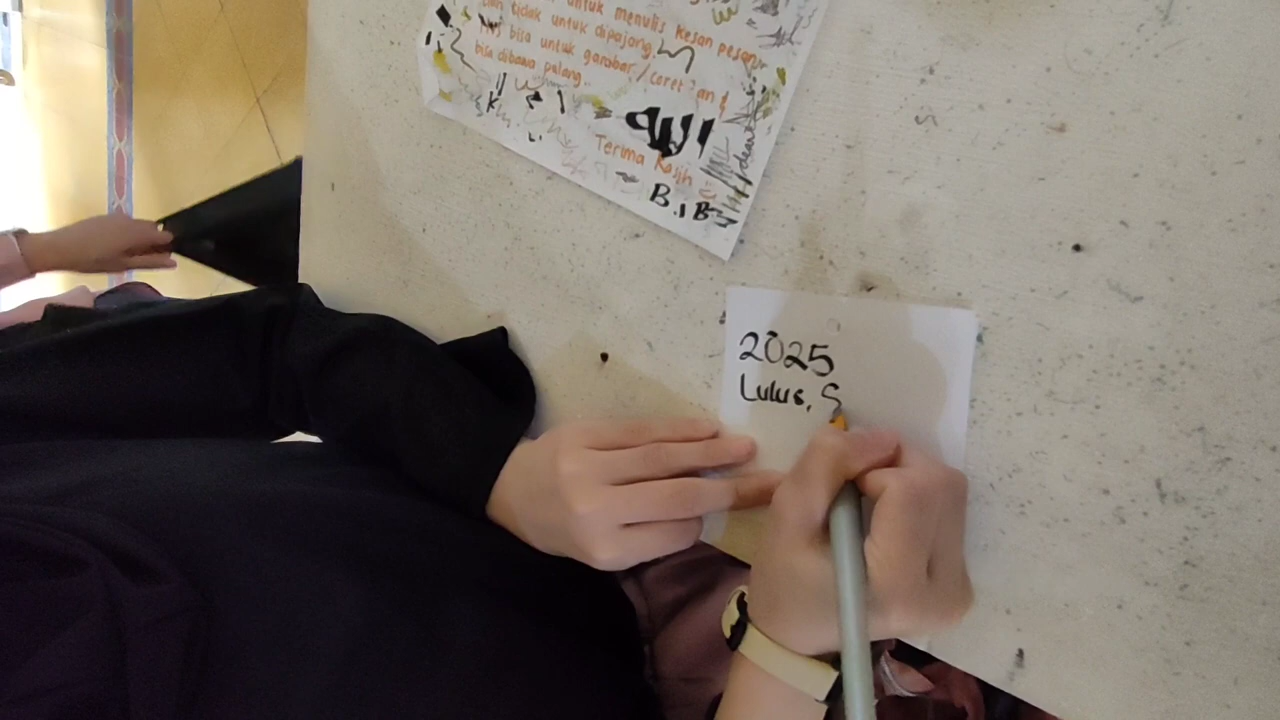 untuk menulis kesan pesan
dan tidak untuk dipajang.
bisa untuk gambar / coret²an &
bisa dibawa pulang..
Terima Kasih
B.iB
2025
Lulus, S